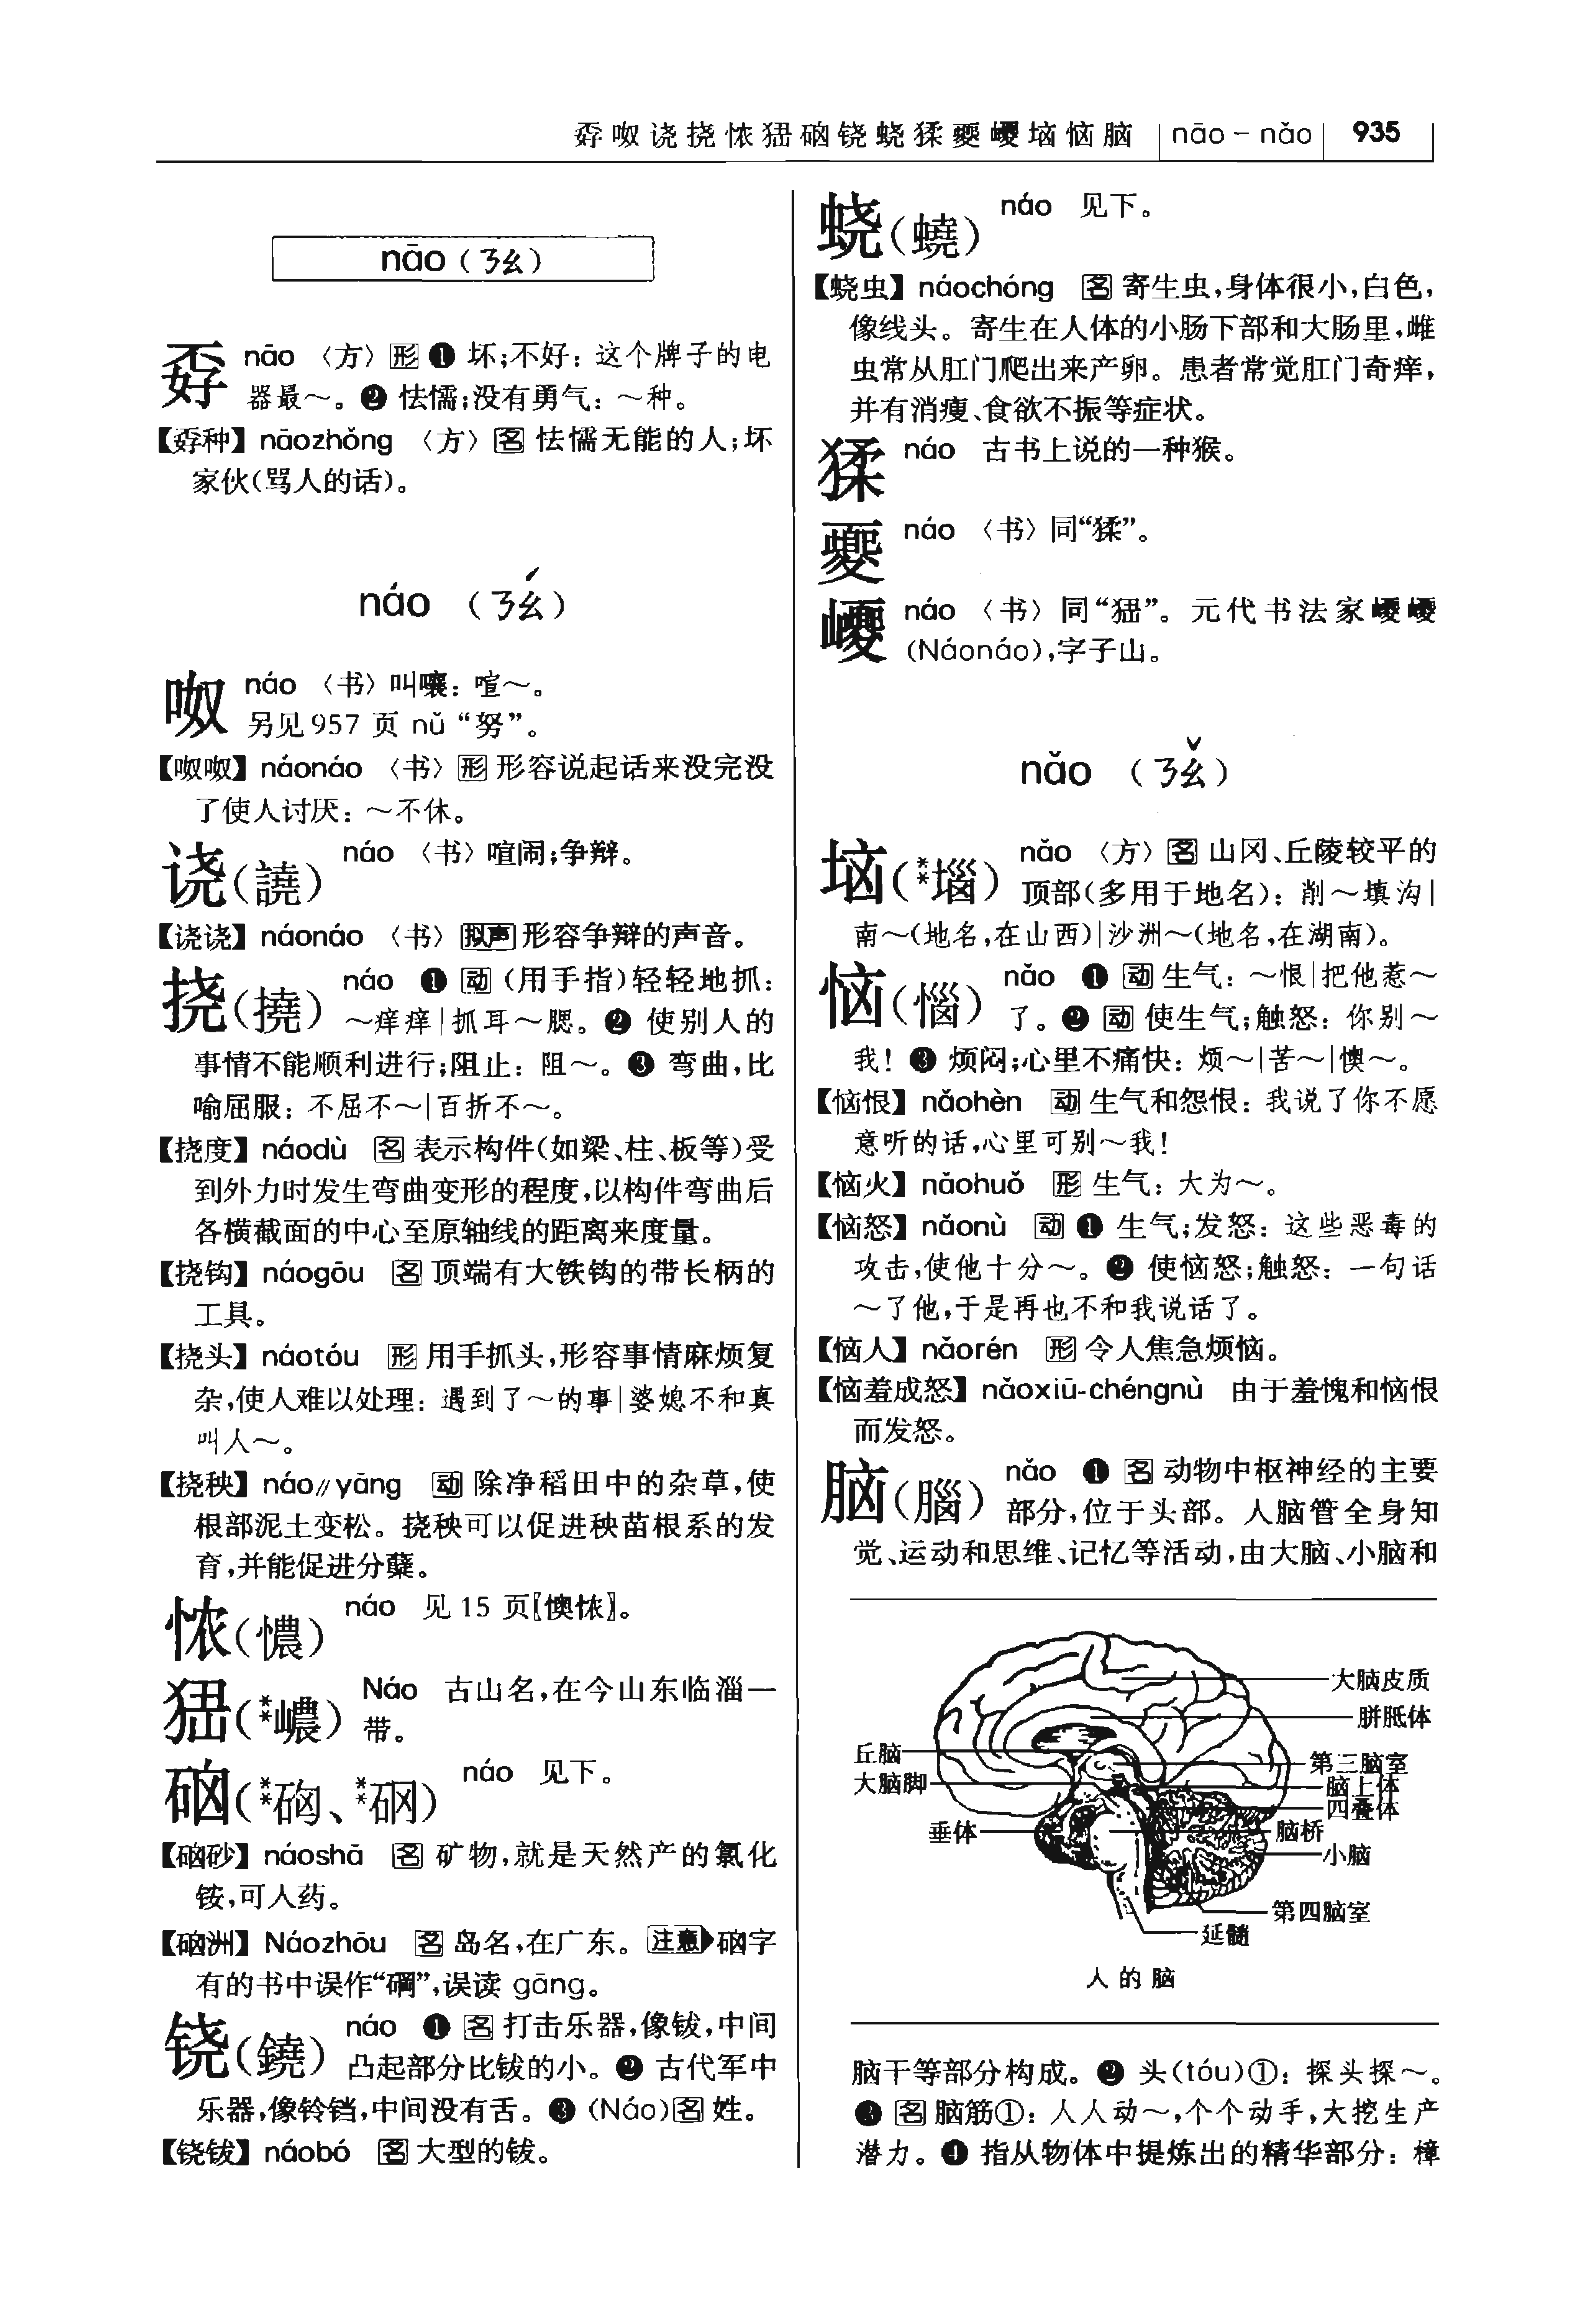 孬呶譊挠憹峱硇铙蛲猱夒巎垴恼脑 nāo－nǎo 935
nāo（ㄋㄠ）
孬 nāo 〈方〉形❶ 坏；不好：这个牌子的电
器最～。❷ 怯懦；没有勇气：～种。
【孬种】nāozhǒng 〈方〉名 怯懦无能的人；坏
家伙（骂人的话）。
náo （ㄋㄠˊ）
呶 náo 〈书〉叫嚷：喧～。
另见957 页 nǔ“努”。
【呶呶】náonáo 〈书〉形 形容说起话来没完没
了使人讨厌：～不休。
𫍢（譊） náo 〈书〉喧闹；争辩。
【𫍢𫍢】náonáo 〈书〉拟声 形容争辩的声音。
挠（撓） náo ❶ 动（用手指）轻轻地抓：
～痒痒|抓耳～腮。❷ 使别人的
事情不能顺利进行；阻止：阻～。❸ 弯曲，比
喻屈服：不屈不～|百折不～。
【挠度】náodù 名 表示构件（如梁、柱、板等）受
到外力时发生弯曲变形的程度，以构件弯曲后
各横截面的中心至原轴线的距离来度量。
【挠钩】náogōu 名 顶端有大铁钩的带长柄的
工具。
【挠头】náotóu 形 用手抓头，形容事情麻烦复
杂，使人难以处理：遇到了～的事|婆媳不和真
叫人～。
【挠秧】náo∥yāng 动 除净稻田中的杂草，使
根部泥土变松。挠秧可以促进秧苗根系的发
育，并能促进分蘖。
𢙐（憹） náo 见 15 页〖懊𢙐〗。
峱（**巙） Náo 古山名，在今山东临淄一
带。
硇（**硇、**䃉） náo 见下。
【硇砂】náoshā 名 矿物，就是天然产的氯化
铵，可入药。
【硇洲】Náozhōu 名 岛名，在广东。注意 硇字
有的书中误作“碙”，误读 gāng。
铙（鐃） náo ❶ 名 打击乐器，像钹，中间
凸起部分比钹的小。❷ 古代军中
乐器，像铃铛，中间没有舌。❸（Náo）名 姓。
【铙钹】náobó 名 大型的钹。
蛲（蟯） náo 见下。
【蛲虫】náochóng 名 寄生虫，身体很小，白色，
像线头。寄生在人体的小肠下部和大肠里，雌
虫常从肛门爬出来产卵。患者常觉肛门奇痒，
并有消瘦、食欲不振等症状。
猱 náo 古书上说的一种猴。
夒 náo 〈书〉同“猱”。
巎 náo 〈书〉同“峱”。元代书法家巎巎
（Náonáo），字子山。
nǎo （ㄋㄠˇ）
垴（**堖） nǎo 〈方〉名 山冈、丘陵较平的
顶部（多用于地名）：削～填沟|
南～（地名，在山西）|沙洲～（地名，在湖南）。
恼（惱） nǎo ❶ 动 生气：～恨|把他惹～
了。❷ 动 使生气；触怒：你别～
我！❸ 烦闷；心里不痛快：烦～|苦～|懊～。
【恼恨】nǎohèn 动 生气和怨恨：我说了你不愿
意听的话，心里可别～我！
【恼火】nǎohuǒ 形 生气：大为～。
【恼怒】nǎonù 动 ❶ 生气；发怒：这些恶毒的
攻击，使他十分～。❷ 使恼怒；触怒：一句话
～了他，于是再也不和我说话了。
【恼人】nǎorén 形 令人焦急烦恼。
【恼羞成怒】nǎoxiū-chéngnù 由于羞愧和恼恨
而发怒。
脑（腦） nǎo ❶ 名 动物中枢神经的主要
部分，位于头部。人脑管全身知
觉、运动和思维、记忆等活动，由大脑、小脑和
大脑皮质
胼胝体
丘脑
第三脑室
大脑脚
脑上体
四叠体
垂体
脑桥
小脑
第四脑室
延髓
人的脑
脑干等部分构成。❷ 头（tóu）①：探头探～。
❸ 名 脑筋①：人人动～，个个动手，大挖生产
潜力。❹ 指从物体中提炼出的精华部分：樟